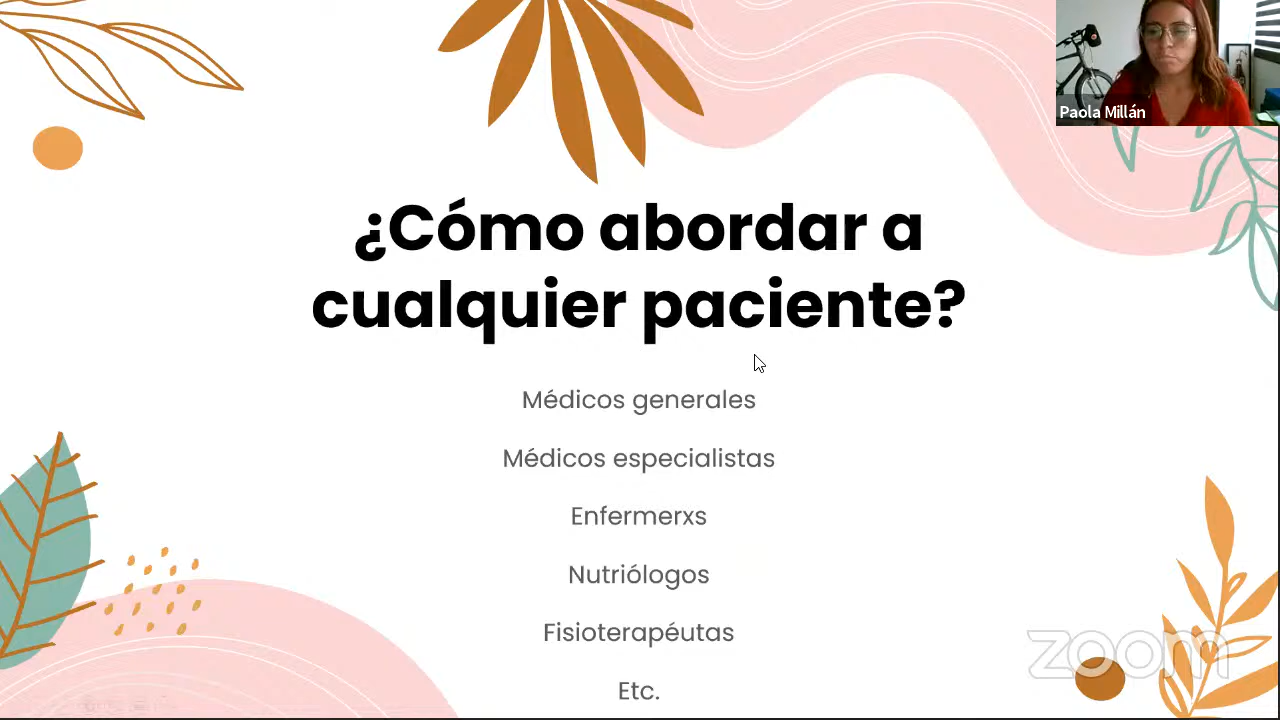 Paola Millán
¿Cómo abordar a
cualquier paciente?
Médicos generales
Médicos especialistas
Enfermerxs
Nutriólogos
Fisioterapéutas
Etc.
zoom